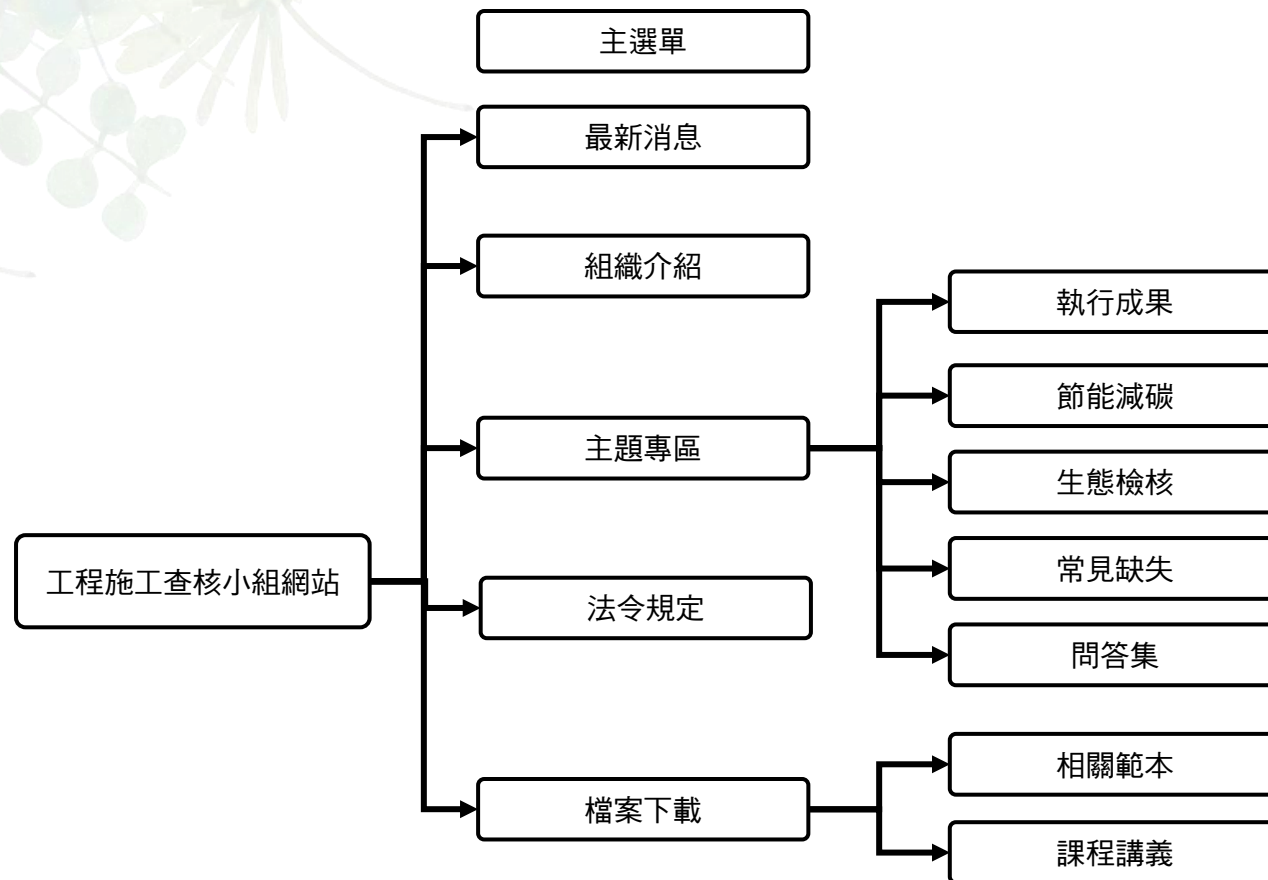 主選單
最新消息
組織介紹
執行成果
節能減碳
主題專區
生態檢核
常見缺失
工程施工查核小組網站
法令規定
問答集
相關範本
檔案下載
課程講義